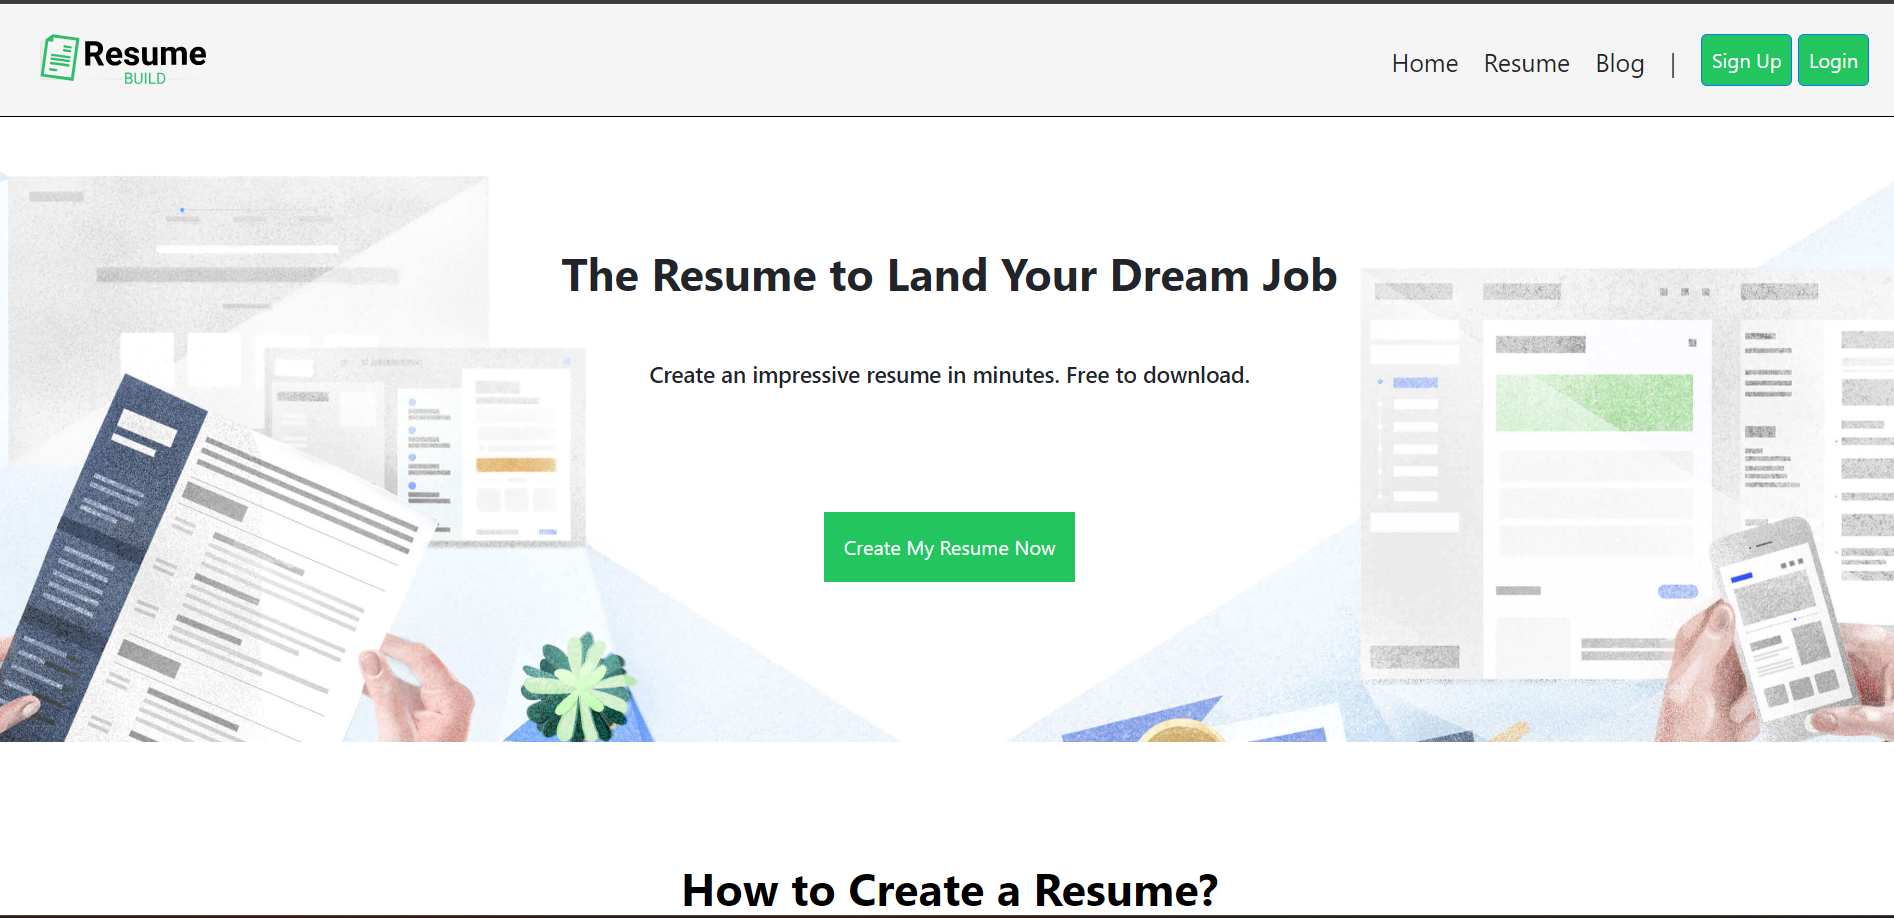 Resume
BUILD
Home Resume Blog | Sign Up Login
The Resume to Land Your Dream Job
Create an impressive resume in minutes. Free to download.
Create My Resume Now
How to Create a Resume?